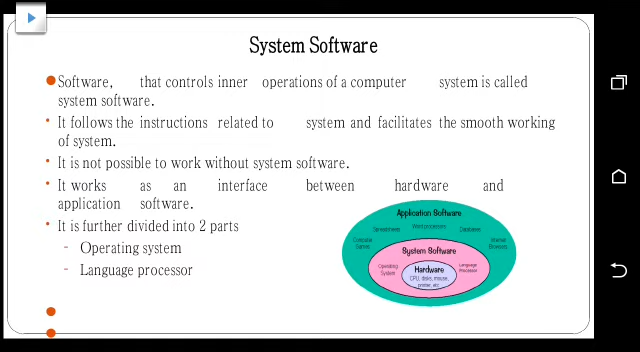 System Software
Software, that controls inner operations of a computer system is called
system software.
It follows the instructions related to system and facilitates the smooth working
of system.
It is not possible to work without system software.
It works as an interface between hardware and
application software.
It is further divided into 2 parts
- Operating system
- Language processor
Application Software
Spreadsheets Word processors Databases
Computer Games
Internet Browsers
System Software
Operating System
Language Processor
Hardware
CPU, disks, mouse,
printer, etc